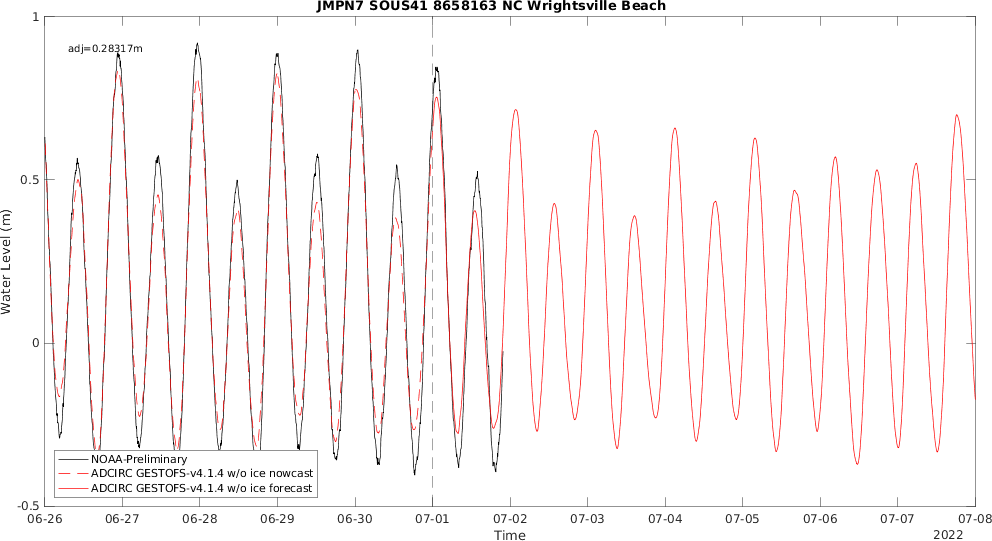 JMPN7 SOUS41 8658163 NC Wrightsville Beach
adj=0.28317m
1
0.5
0
-0.5
Water Level (m)
NOAA-Preliminary
ADCIRC GESTOFS-v4.1.4 w/o ice nowcast
ADCIRC GESTOFS-v4.1.4 w/o ice forecast
06-26 06-27 06-28 06-29 06-30 07-01 07-02 07-03 07-04 07-05 07-06 07-07 07-08
Time
2022